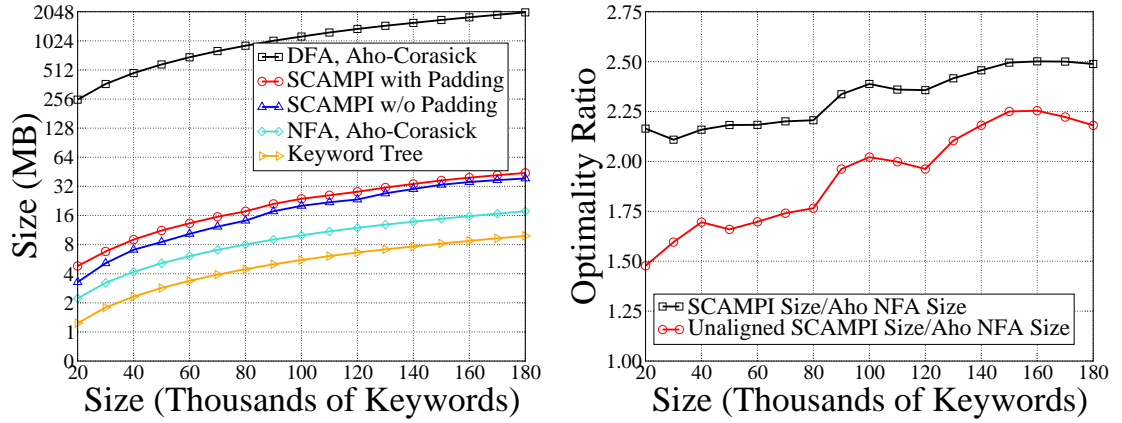 2048
1024
512
256
128
64
32
16
8
4
2
1
0
Size (MB)
DFA, Aho-Corasick
SCAMPI with Padding
SCAMPI w/o Padding
NFA, Aho-Corasick
Keyword Tree
20 40 60 80 100 120 140 160 180
Size (Thousands of Keywords)
2.75
2.50
2.25
2.00
1.75
1.50
1.25
1.00
Optimality Ratio
SCAMPI Size/Aho NFA Size
Unaligned SCAMPI Size/Aho NFA Size
20 40 60 80 100 120 140 160 180
Size (Thousands of Keywords)